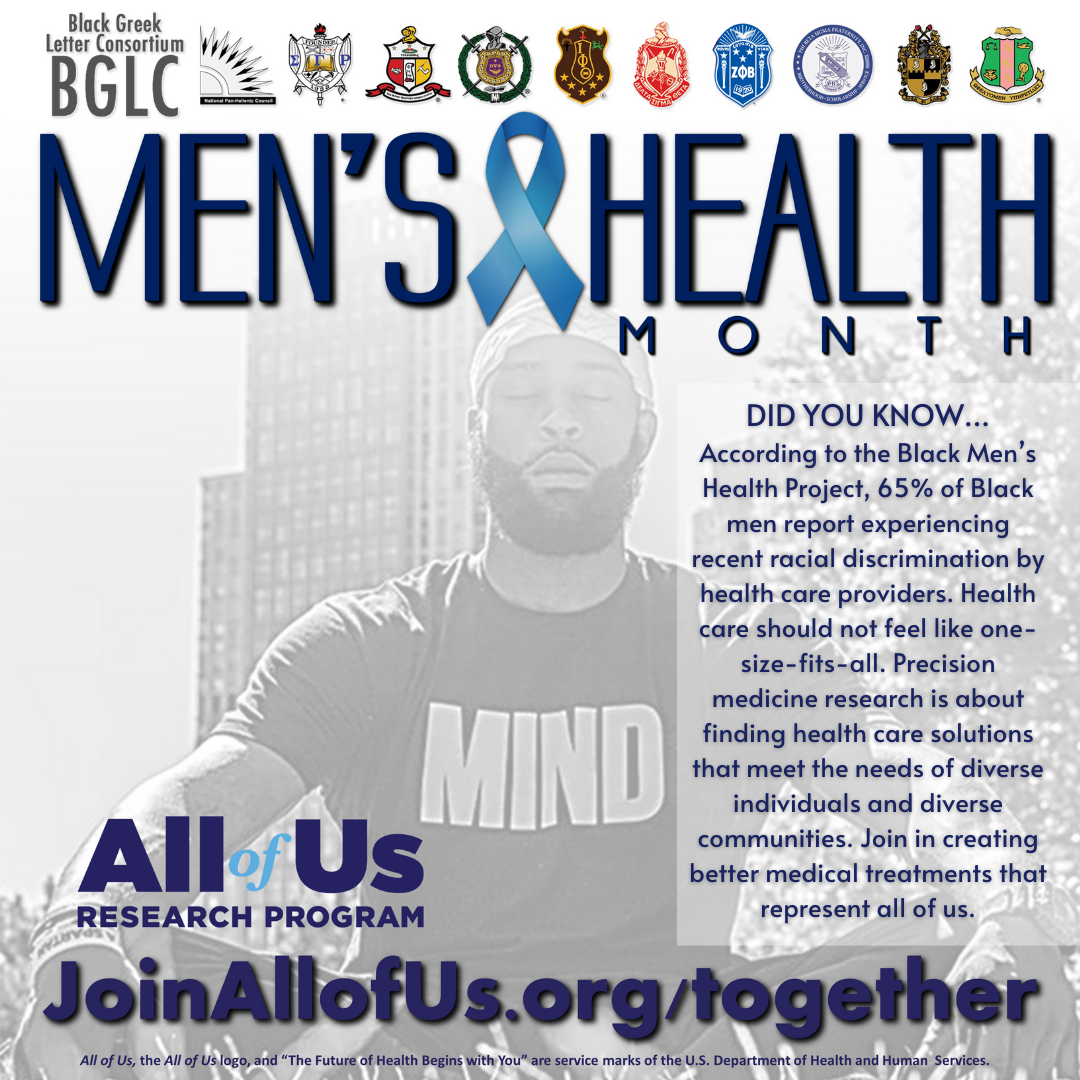 Black Greek
Letter Consortium
BGLC
National Pan-Hellenic Council
ΖΦΒ
1920
MEN'S HEALTH
MONTH
DID YOU KNOW...
According to the Black Men's
Health Project, 65% of Black
men report experiencing
recent racial discrimination by
health care providers. Health
care should not feel like one-
size-fits-all. Precision
medicine research is about
finding health care solutions
that meet the needs of diverse
individuals and diverse
communities. Join in creating
better medical treatments that
represent all of us.
MIND
All of Us
RESEARCH PROGRAM
JoinAllofUs.org/together
All of Us, the All of Us logo, and “The Future of Health Begins with You” are service marks of the U.S. Department of Health and Human Services.